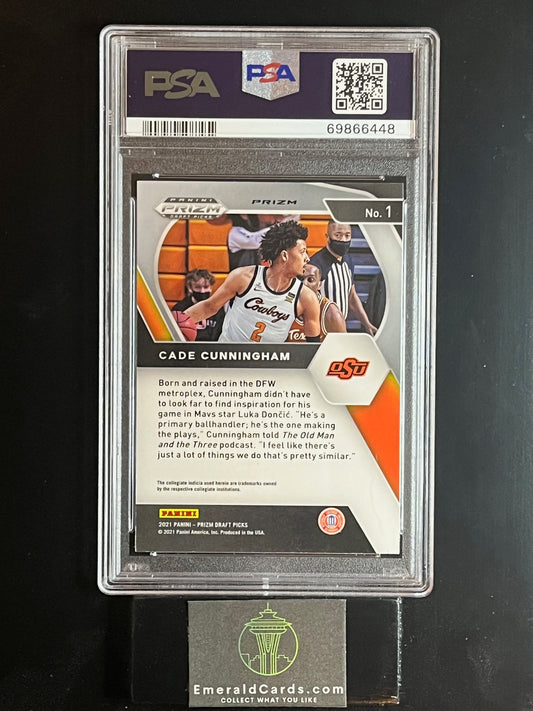 PSA
PSA
69866448
PANINI
PRIZM
DRAFT PICKS
PRIZM
No. 1
Cowboys
2
Tex
CADE CUNNINGHAM
OSU
Born and raised in the DFW
metroplex, Cunningham didn't have
to look far to find inspiration for his
game in Mavs star Luka Dončić. "He's a
primary ballhandler; he's the one making
the plays," Cunningham told The Old Man
and the Three podcast. "I feel like there's
just a lot of things we do that's pretty similar."
The collegiate indicia used herein are trademarks owned
by the respective collegiate institutions.
PANINI
2021 PANINI – PRIZM DRAFT PICKS
© 2021 Panini America, Inc. Produced in the USA.
EmeraldCards.com
COLLECT WHAT YOU LIKE